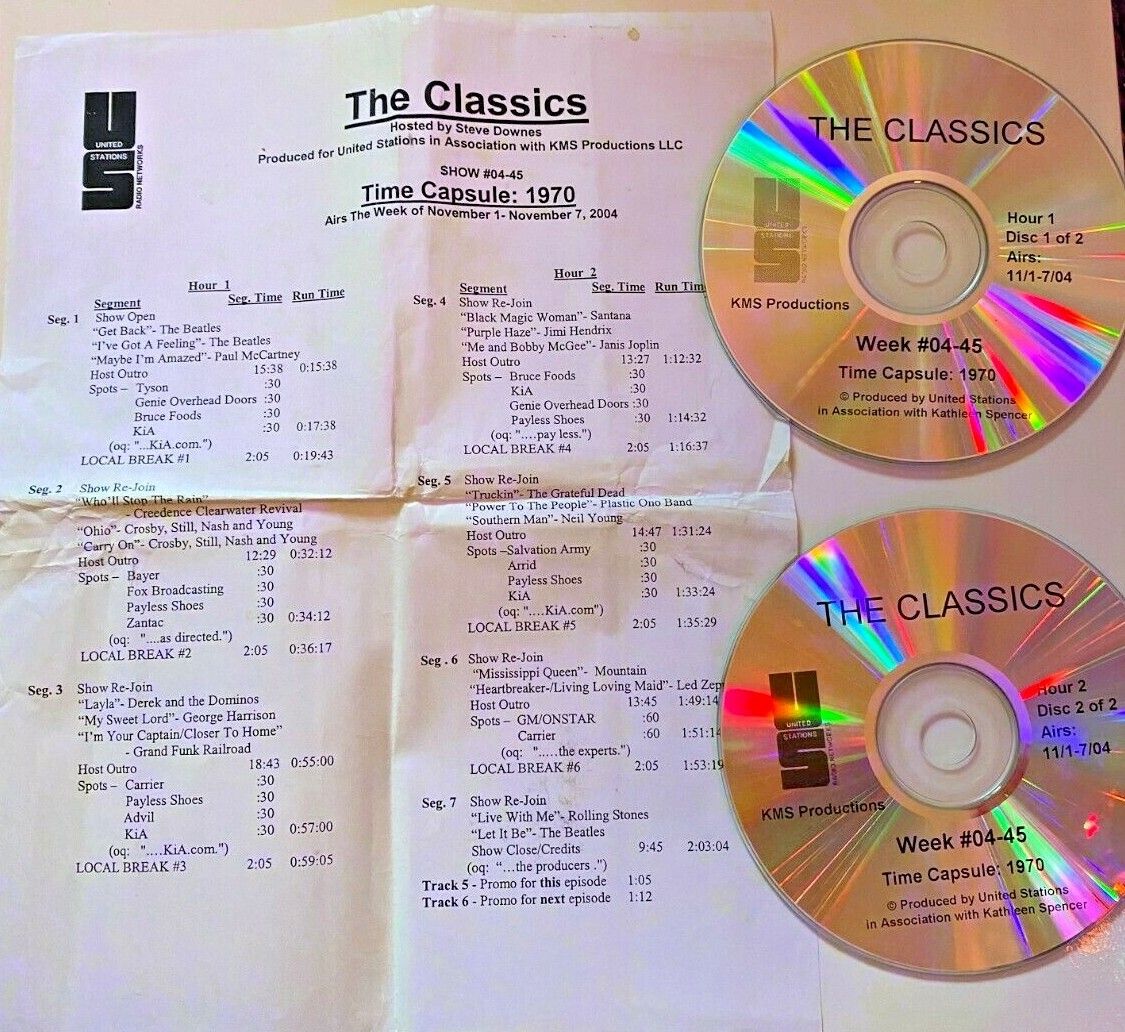 UNITED
STATIONS
RADIO NETWORKS
The Classics
Hosted by Steve Downes
Produced for United Stations in Association with KMS Productions LLC
SHOW #04-45
Time Capsule: 1970
Airs The Week of November 1- November 7, 2004
Hour 1
Segment Seg. Time Run Time
Seg. 1 Show Open
"Get Back"- The Beatles
"I've Got A Feeling"- The Beatles
"Maybe I'm Amazed"- Paul McCartney
Host Outro 15:38 0:15:38
Spots – Tyson :30
Genie Overhead Doors :30
Bruce Foods :30
KiA :30 0:17:38
(oq: "...KiA.com.")
LOCAL BREAK #1 2:05 0:19:43
Seg. 2 Show Re-Join
"Who'll Stop The Rain"
- Creedence Clearwater Revival
"Ohio"- Crosby, Still, Nash and Young
"Carry On"- Crosby, Still, Nash and Young
Host Outro 12:29 0:32:12
Spots – Bayer :30
Fox Broadcasting :30
Payless Shoes :30
Zantac :30 0:34:12
(oq: "....as directed.")
LOCAL BREAK #2 2:05 0:36:17
Seg. 3 Show Re-Join
"Layla"- Derek and the Dominos
"My Sweet Lord"- George Harrison
"I'm Your Captain/Closer To Home"
- Grand Funk Railroad
Host Outro 18:43 0:55:00
Spots – Carrier :30
Payless Shoes :30
Advil :30
KiA :30 0:57:00
(oq: "....KiA.com.")
LOCAL BREAK #3 2:05 0:59:05
Hour 2
Segment Seg. Time Run Time
Seg. 4 Show Re-Join
"Black Magic Woman"- Santana
"Purple Haze"- Jimi Hendrix
"Me and Bobby McGee"- Janis Joplin
Host Outro 13:27 1:12:32
Spots – Bruce Foods :30
KiA :30
Genie Overhead Doors :30
Payless Shoes :30 1:14:32
(oq: "....pay less.")
LOCAL BREAK #4 2:05 1:16:37
Seg. 5 Show Re-Join
"Truckin"- The Grateful Dead
"Power To The People"- Plastic Ono Band
"Southern Man"- Neil Young
Host Outro 14:47 1:31:24
Spots –Salvation Army :30
Arrid :30
Payless Shoes :30
KiA :30 1:33:24
(oq: "....KiA.com")
LOCAL BREAK #5 2:05 1:35:29
Seg . 6 Show Re-Join
"Mississippi Queen"- Mountain
"Heartbreaker-/Living Loving Maid"- Led Zepp
Host Outro 13:45 1:49:14
Spots – GM/ONSTAR :60
Carrier :60 1:51:14
(oq: ".....the experts.")
LOCAL BREAK #6 2:05 1:53:19
Seg. 7 Show Re-Join
"Live With Me"- Rolling Stones
"Let It Be"- The Beatles
Show Close/Credits 9:45 2:03:04
(oq: "...the producers .")
Track 5 - Promo for this episode 1:05
Track 6 - Promo for next episode 1:12
THE CLASSICS
UNITED
STATIONS
RADIO NETWORKS
Hour 1
Disc 1 of 2
Airs:
11/1-7/04
KMS Productions
Week #04-45
Time Capsule: 1970
© Produced by United Stations
in Association with Kathleen Spencer
THE CLASSICS
UNITED
STATIONS
RADIO NETWORKS
Hour 2
Disc 2 of 2
Airs:
11/1-7/04
KMS Productions
Week #04-45
Time Capsule: 1970
© Produced by United Stations
in Association with Kathleen Spencer